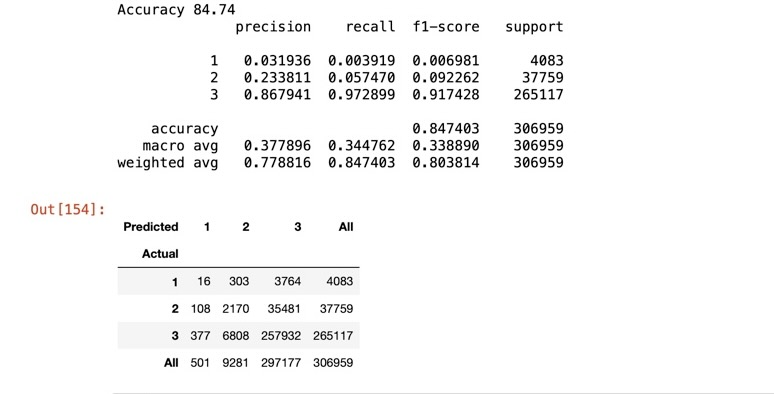 Accuracy 84.74
precision recall f1-score support
1 0.031936 0.003919 0.006981 4083
2 0.233811 0.057470 0.092262 37759
3 0.867941 0.972899 0.917428 265117
accuracy 0.847403 306959
macro avg 0.377896 0.344762 0.338890 306959
weighted avg 0.778816 0.847403 0.803814 306959
Out[154]:
Predicted 1 2 3 All
Actual
1 16 303 3764 4083
2 108 2170 35481 37759
3 377 6808 257932 265117
All 501 9281 297177 306959